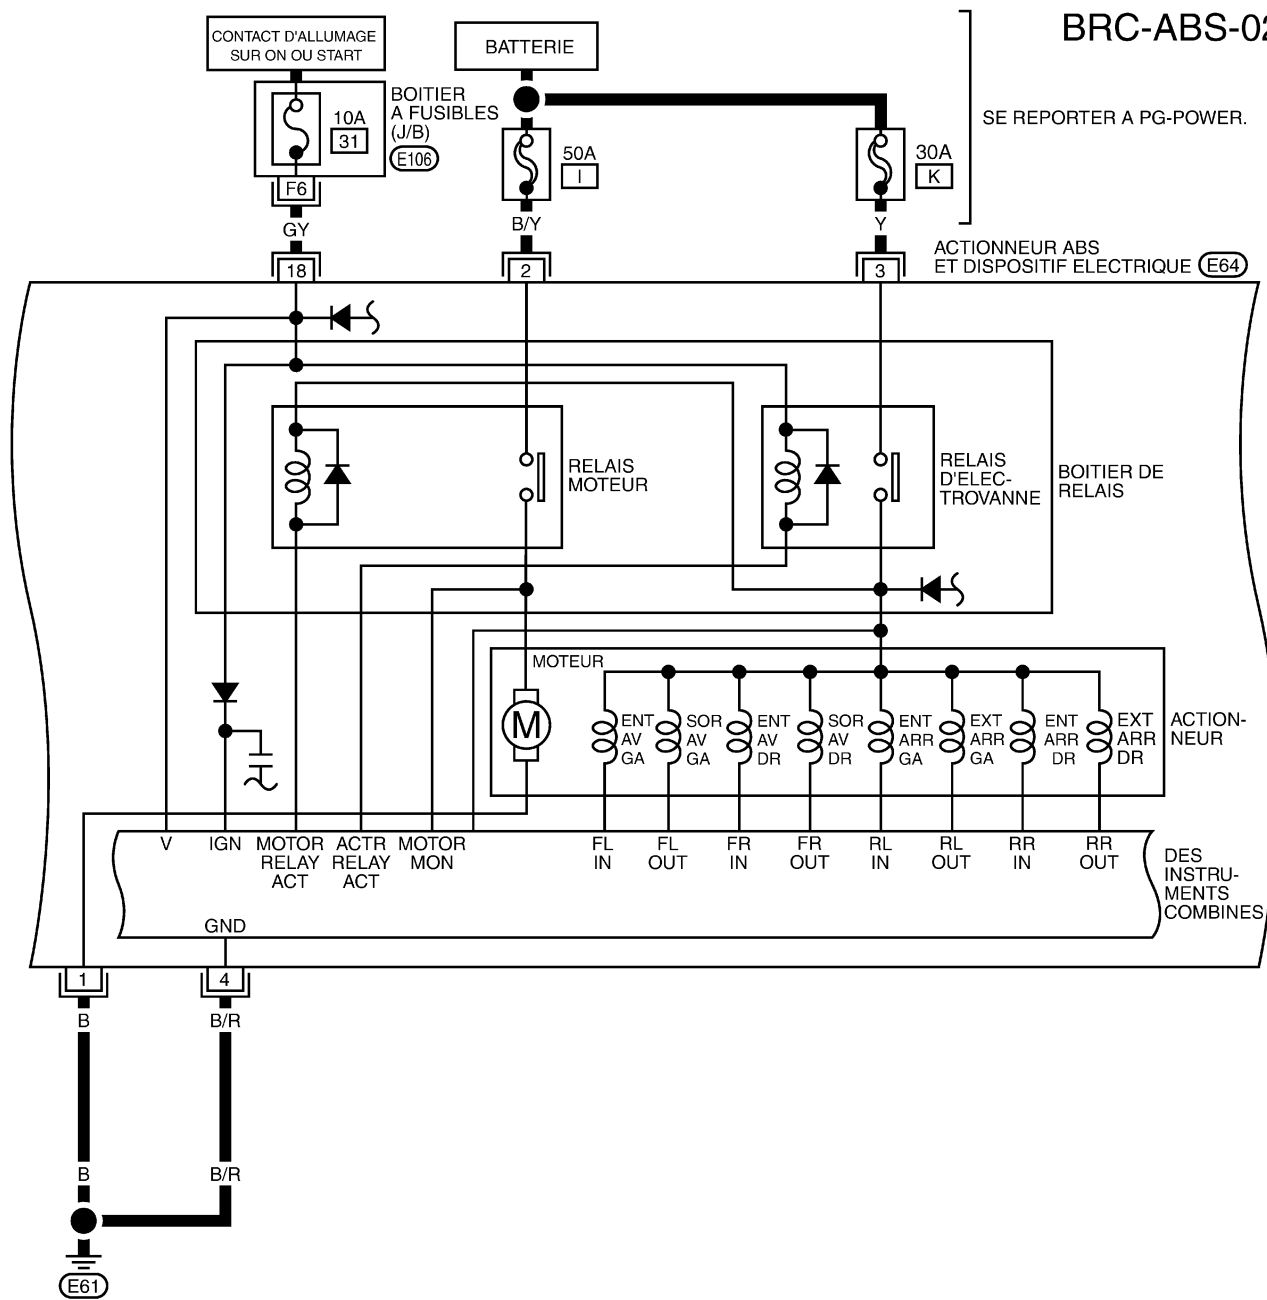 BRC-ABS-02
CONTACT D'ALLUMAGE
SUR ON OU START
BATTERIE
BOITIER
A FUSIBLES
(J/B)
E106
10A
31
50A
I
30A
K
SE REPORTER A PG-POWER.
F6
GY
B/Y
Y
18
2
3
ACTIONNEUR ABS
ET DISPOSITIF ELECTRIQUE
E64
RELAIS
MOTEUR
RELAIS
D'ELEC-
TROVANNE
BOITIER DE
RELAIS
MOTEUR
M
ENT
AV
GA
SOR
AV
GA
ENT
AV
DR
SOR
AV
DR
ENT
ARR
GA
EXT
ARR
GA
ENT
ARR
DR
EXT
ARR
DR
ACTION-
NEUR
V
IGN
MOTOR
RELAY
ACT
ACTR
RELAY
ACT
MOTOR
MON
FL
IN
FL
OUT
FR
IN
FR
OUT
RL
IN
RL
OUT
RR
IN
RR
OUT
DES
INSTRU-
MENTS
COMBINES
GND
1
4
B
B/R
B
B/R
E61